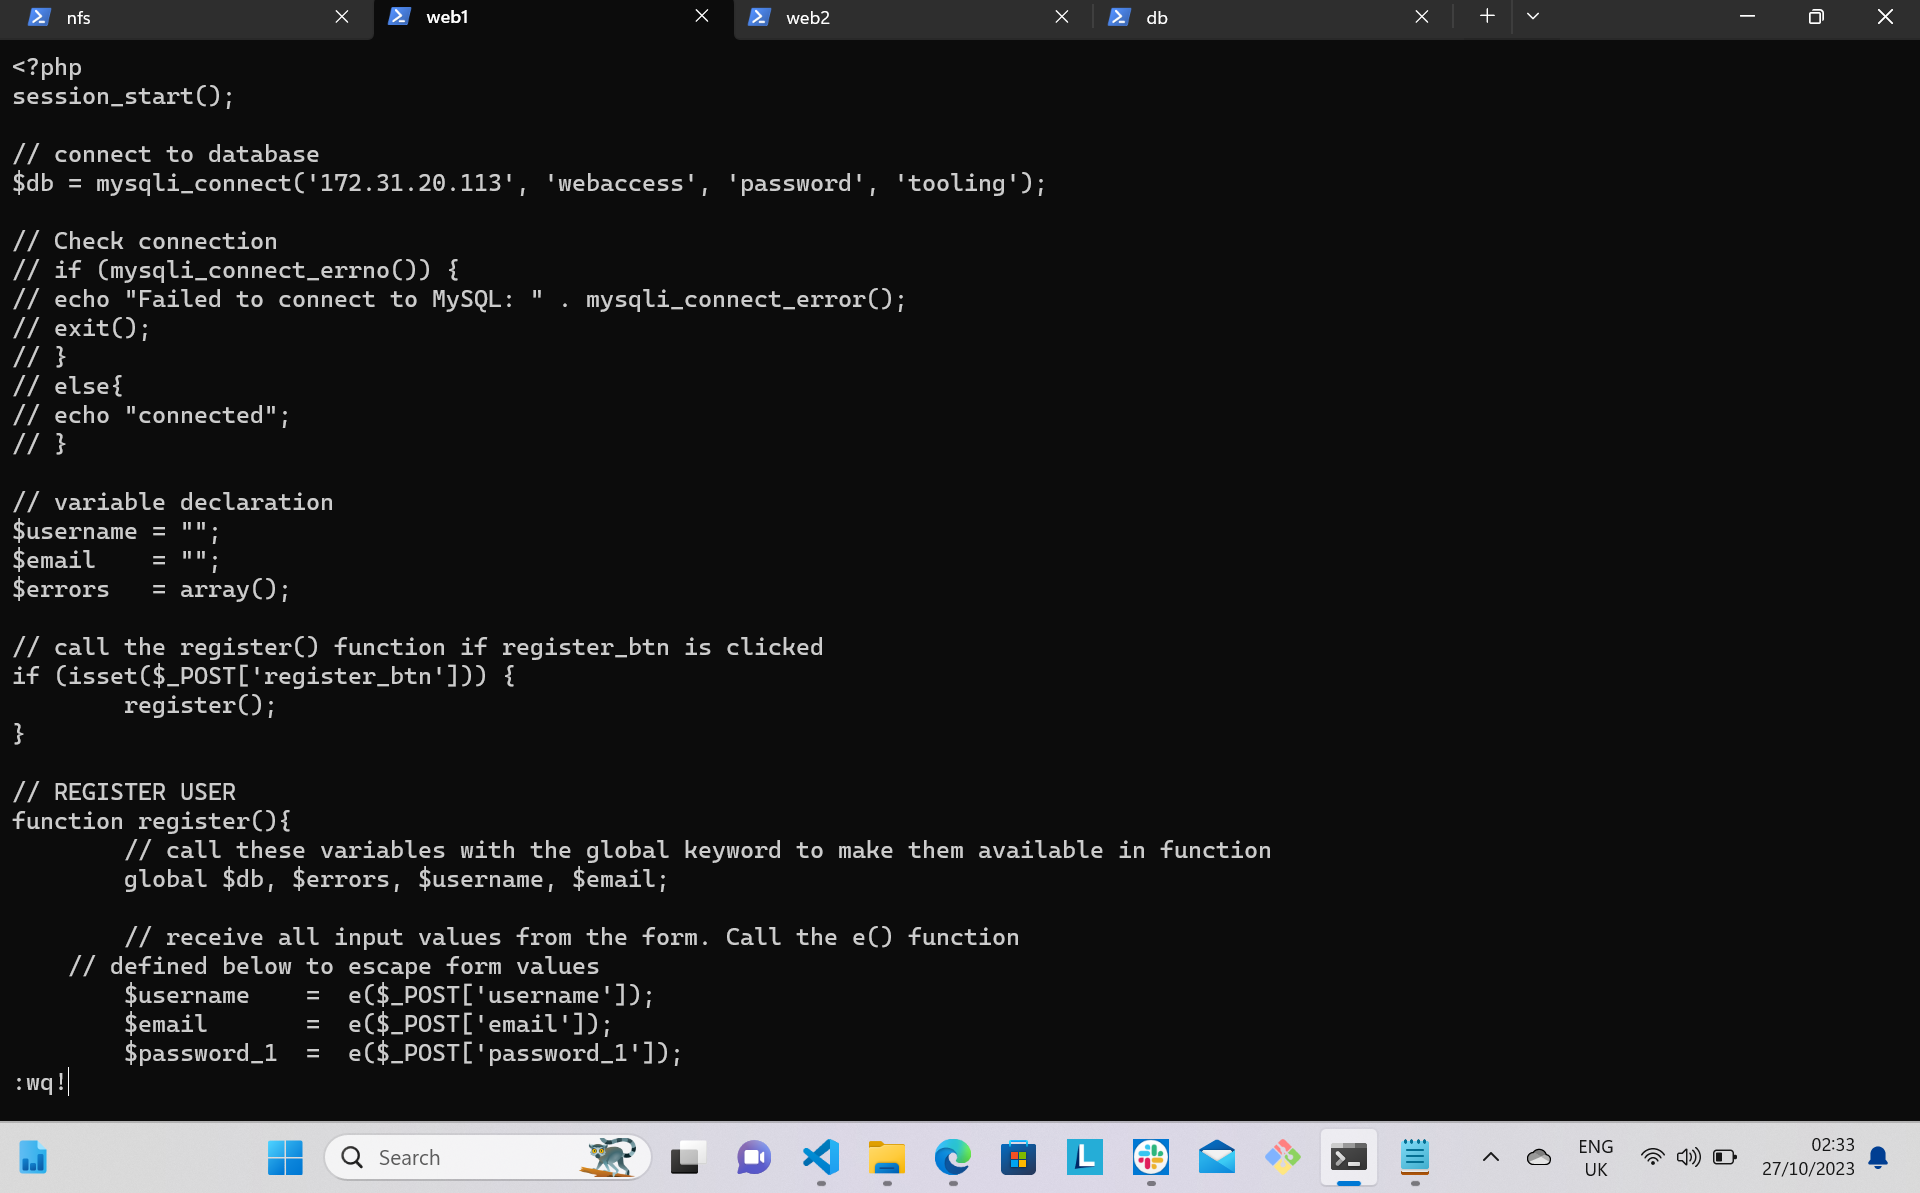 nfs
web1
web2
db
<?php
session_start();
// connect to database
$db = mysqli_connect('172.31.20.113', 'webaccess', 'password', 'tooling');
// Check connection
// if (mysqli_connect_errno()) {
// echo "Failed to connect to MySQL: " . mysqli_connect_error();
// exit();
// }
// else{
// echo "connected";
// }
// variable declaration
$username = "";
$email    = "";
$errors   = array();
// call the register() function if register_btn is clicked
if (isset($_POST['register_btn'])) {
        register();
}
// REGISTER USER
function register(){
        // call these variables with the global keyword to make them available in function
        global $db, $errors, $username, $email;
        // receive all input values from the form. Call the e() function
    // defined below to escape form values
        $username    =  e($_POST['username']);
        $email       =  e($_POST['email']);
        $password_1  =  e($_POST['password_1']);
:wq!
Search
L
ENG
UK
02:33
27/10/2023